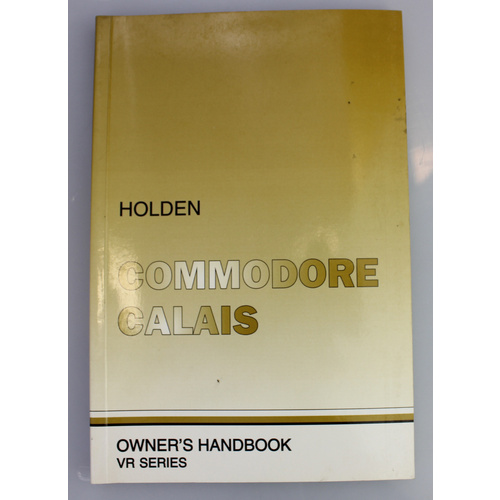 HOLDEN
COMMODORE
CALAIS
OWNER'S HANDBOOK
VR SERIES